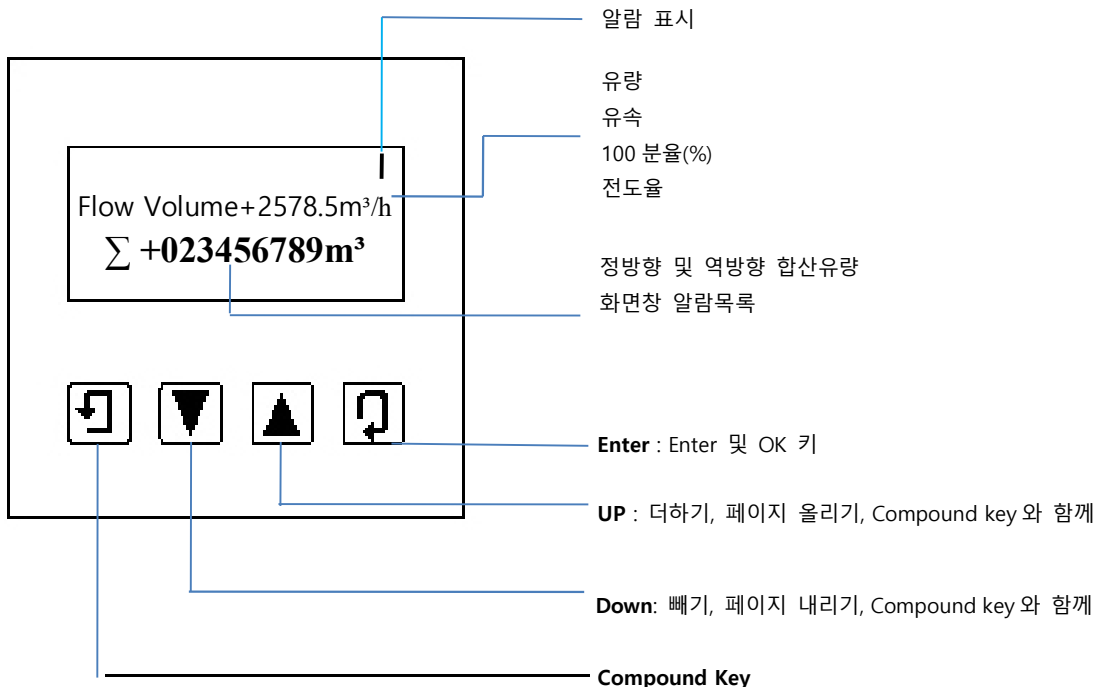 알람 표시
유량
유속
100 분율(%)
전도율
Flow Volume+2578.5m³/h
∑ +023456789m³
정방향 및 역방향 합산유량
화면창 알람목록
Enter : Enter 및 OK 키
UP : 더하기, 페이지 올리기, Compound key 와 함께
Down: 빼기, 페이지 내리기, Compound key 와 함께
Compound Key